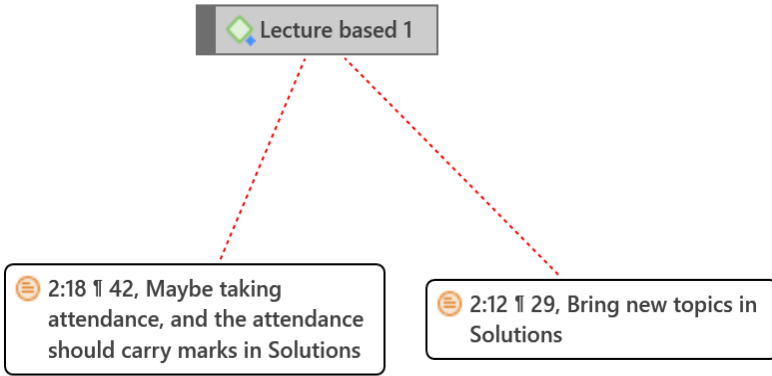 Lecture based 1
2:18 ¶ 42, Maybe taking
attendance, and the attendance
should carry marks in Solutions
2:12 ¶ 29, Bring new topics in
Solutions